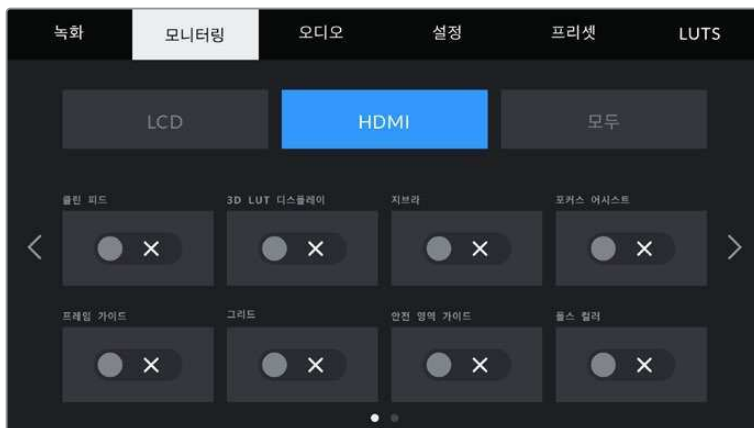 녹화 모니터링 오디오 설정 프리셋 LUTS
LCD HDMI 모두
클린 피드 3D LUT 디스플레이 지브라 포커스 어시스트
프레임 가이드 그리드 안전 영역 가이드 폴스 컬러